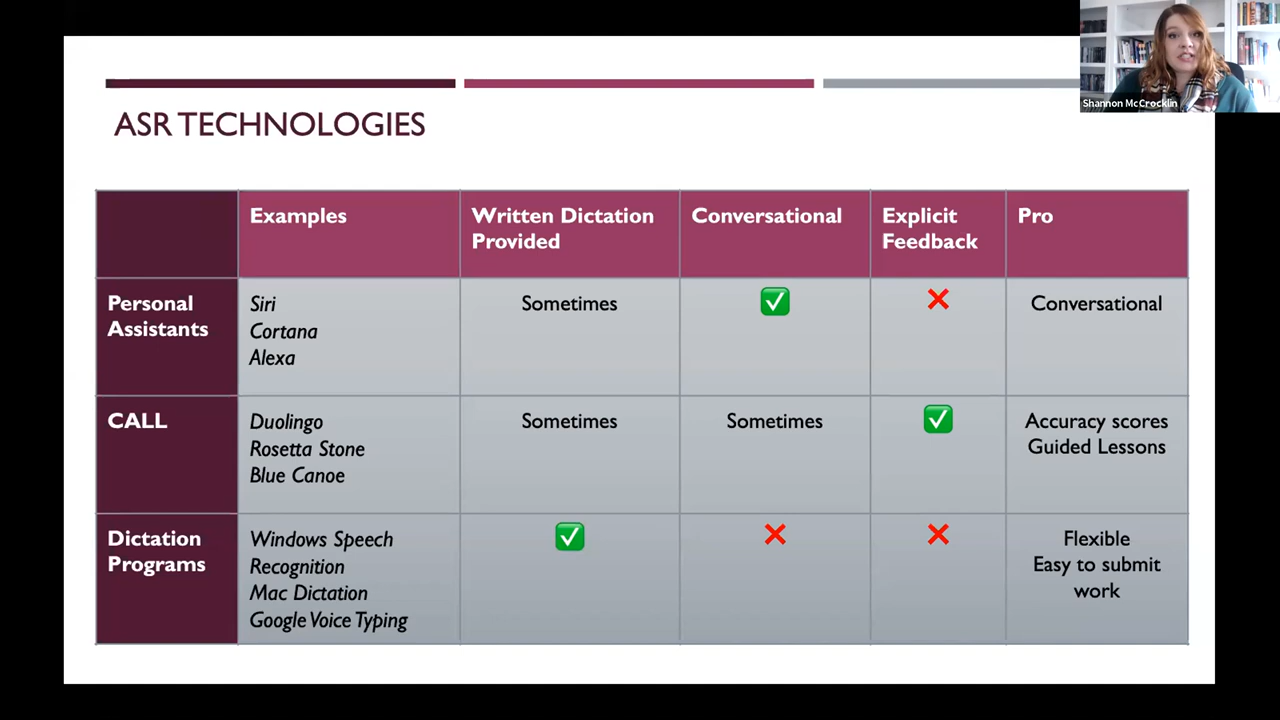 Shannon McCrocklin
ASR TECHNOLOGIES
Examples
Written Dictation
Provided
Conversational
Explicit
Feedback
Pro
Personal
Assistants
Siri
Cortana
Alexa
Sometimes
Conversational
CALL
Duolingo
Rosetta Stone
Blue Canoe
Sometimes
Sometimes
Accuracy scores
Guided Lessons
Dictation
Programs
Windows Speech
Recognition
Mac Dictation
Google Voice Typing
Flexible
Easy to submit
work